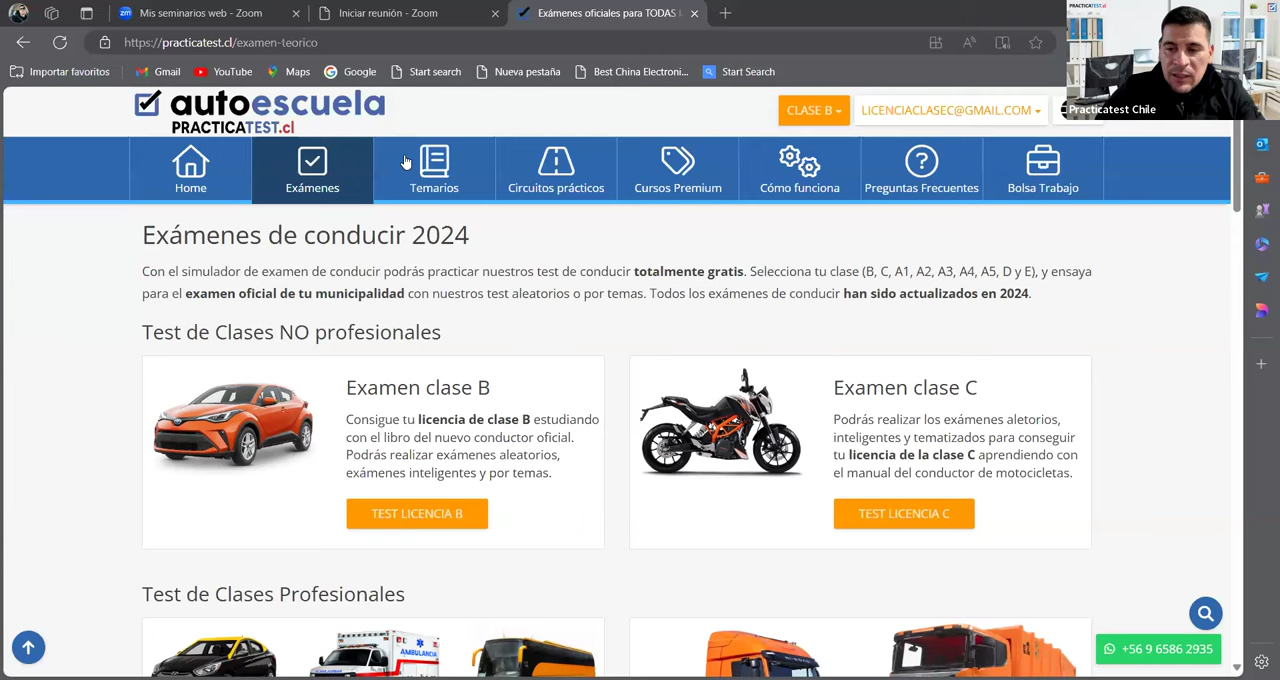 Mis seminarios web - Zoom
Iniciar reunión - Zoom
Exámenes oficiales para TODAS
https://practicatest.cl/examen-teorico
Importar favoritos
Gmail
YouTube
Maps
Google
Start search
Nueva pestaña
Best China Electroni...
Start Search
PRACTICATEST.cl
Practicatest Chile
autoescuela
PRACTICATEST.cl
CLASE B
LICENCIACLASEC@GMAIL.COM
Home
Exámenes
Temarios
Circuitos prácticos
Cursos Premium
Cómo funciona
Preguntas Frecuentes
Bolsa Trabajo
Exámenes de conducir 2024
Con el simulador de examen de conducir podrás practicar nuestros test de conducir totalmente gratis. Selecciona tu clase (B, C, A1, A2, A3, A4, A5, D y E), y ensaya
para el examen oficial de tu municipalidad con nuestros test aleatorios o por temas. Todos los exámenes de conducir han sido actualizados en 2024.
Test de Clases NO profesionales
Examen clase B
Consigue tu licencia de clase B estudiando
con el libro del nuevo conductor oficial.
Podrás realizar exámenes aleatorios,
exámenes inteligentes y por temas.
TEST LICENCIA B
Examen clase C
Podrás realizar los exámenes aletorios,
inteligentes y tematizados para conseguir
tu licencia de la clase C aprendiendo con
el manual del conductor de motocicletas.
TEST LICENCIA C
Test de Clases Profesionales
AMBULANCIA
+56 9 6586 2935